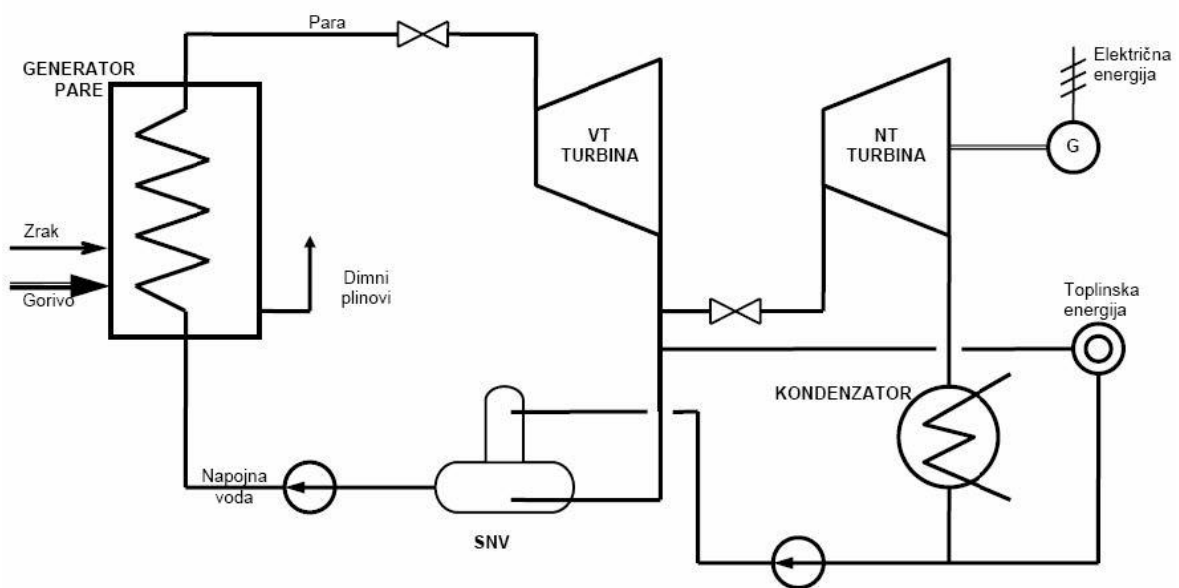 Para
GENERATOR
PARE
Zrak
Gorivo
Dimni
plinovi
VT
TURBINA
NT
TURBINA
Električna
energija
G
Toplinska
energija
KONDENZATOR
Napojna
voda
SNV